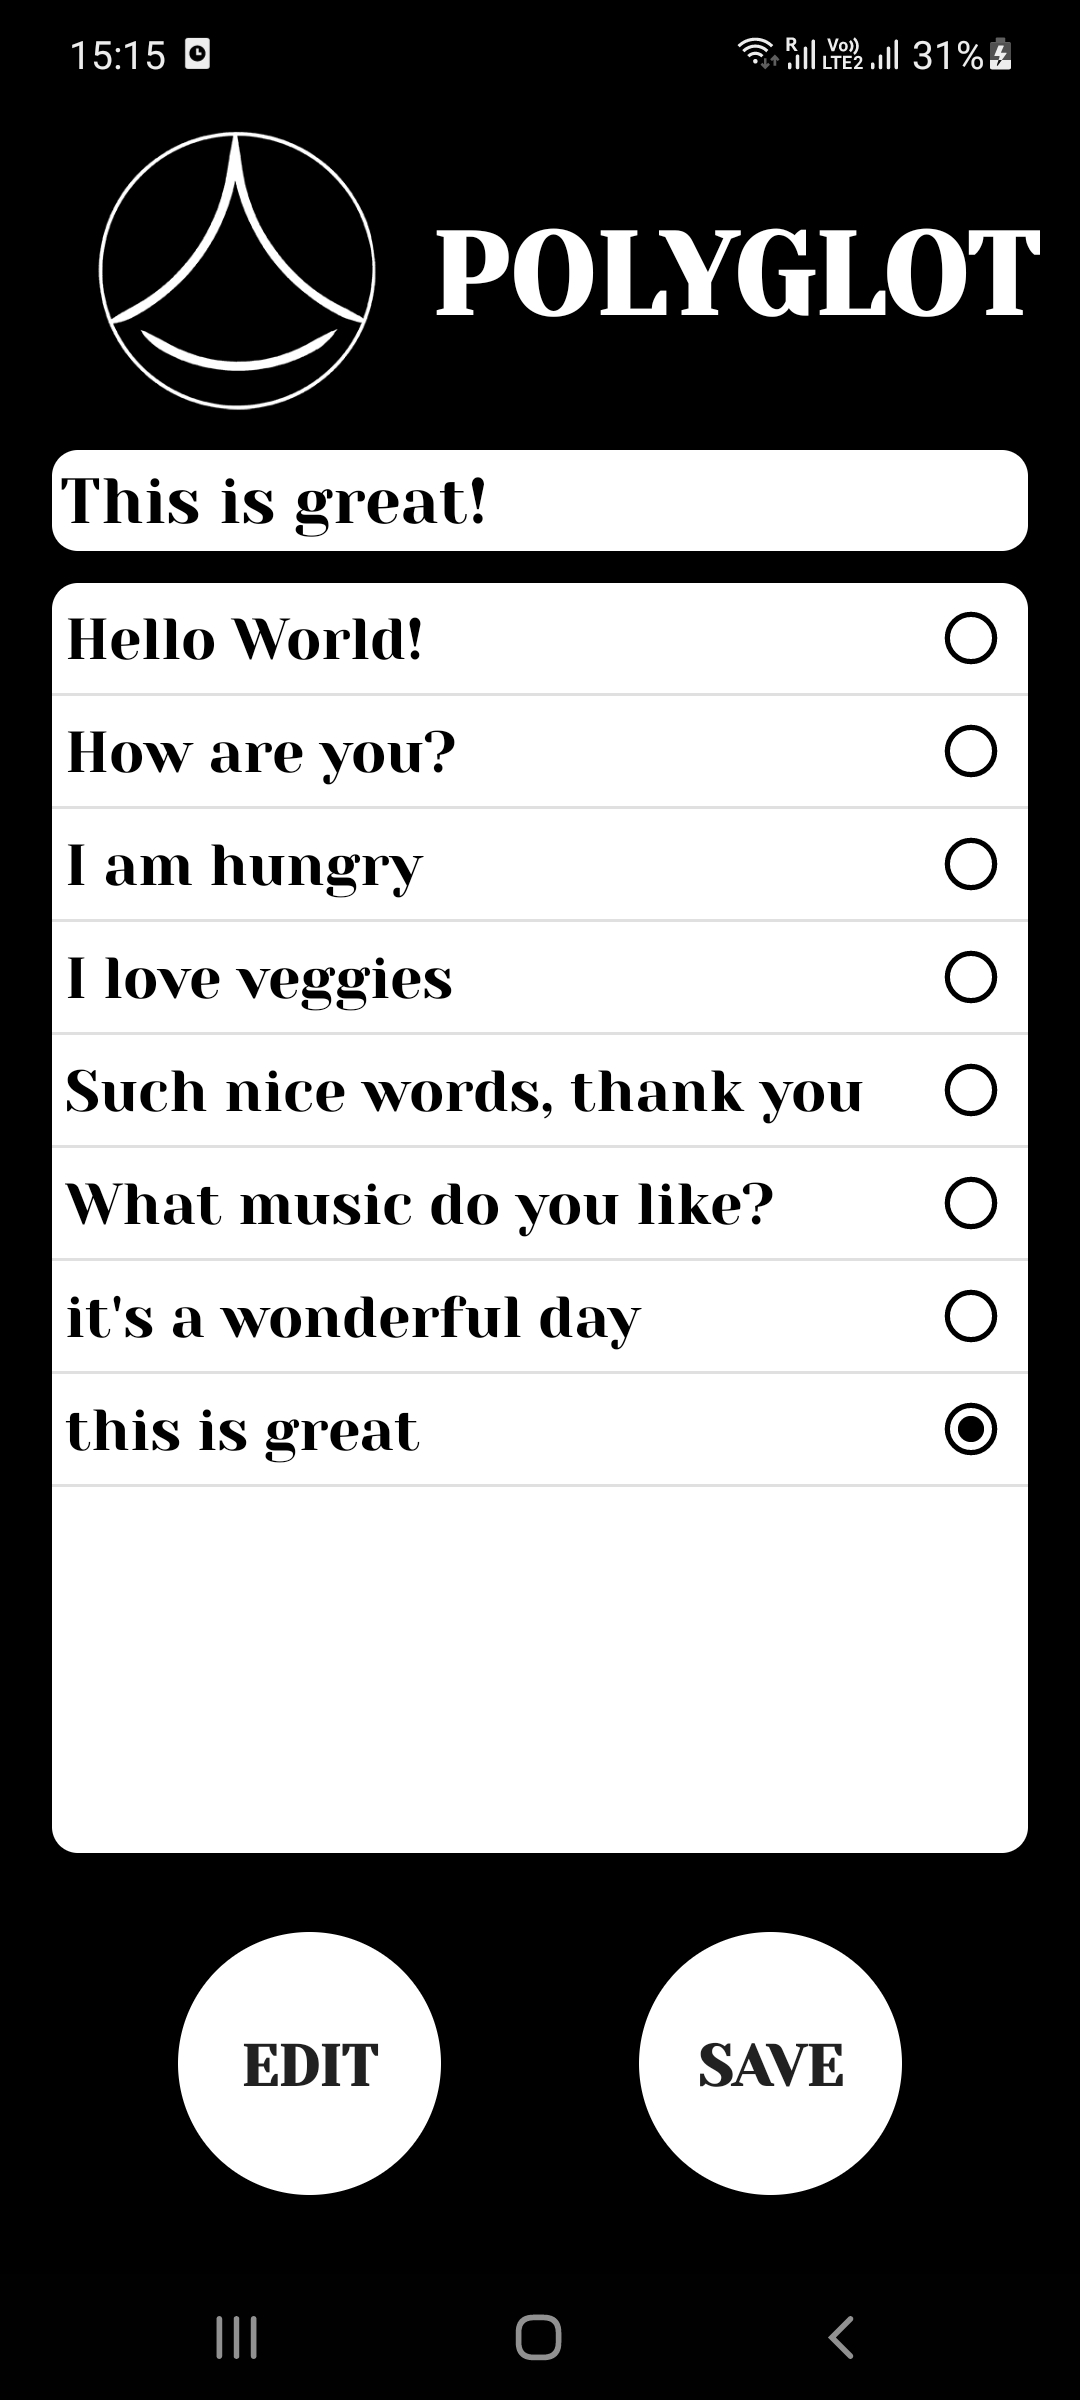 15:15
R Vo)) LTE2 31%
POLYGLOT
This is great!
Hello World!
How are you?
I am hungry
I love veggies
Such nice words, thank you
What music do you like?
it's a wonderful day
this is great
EDIT SAVE